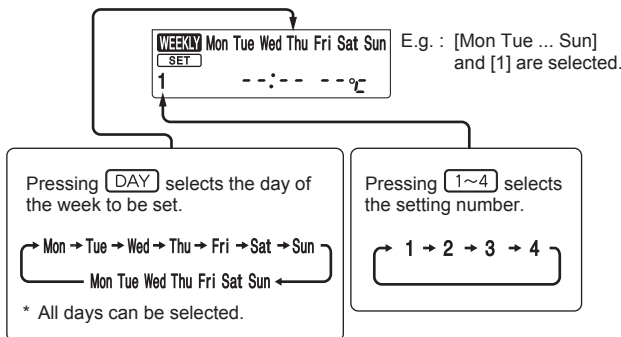 WEEKLY Mon Tue Wed Thu Fri Sat Sun
SET
1 --:-- --℃
E.g. : [Mon Tue ... Sun]
and [1] are selected.
Pressing DAY selects the day of
the week to be set.
Mon → Tue → Wed → Thu → Fri → Sat → Sun
Mon Tue Wed Thu Fri Sat Sun
* All days can be selected.
Pressing 1~4 selects
the setting number.
1 → 2 → 3 → 4